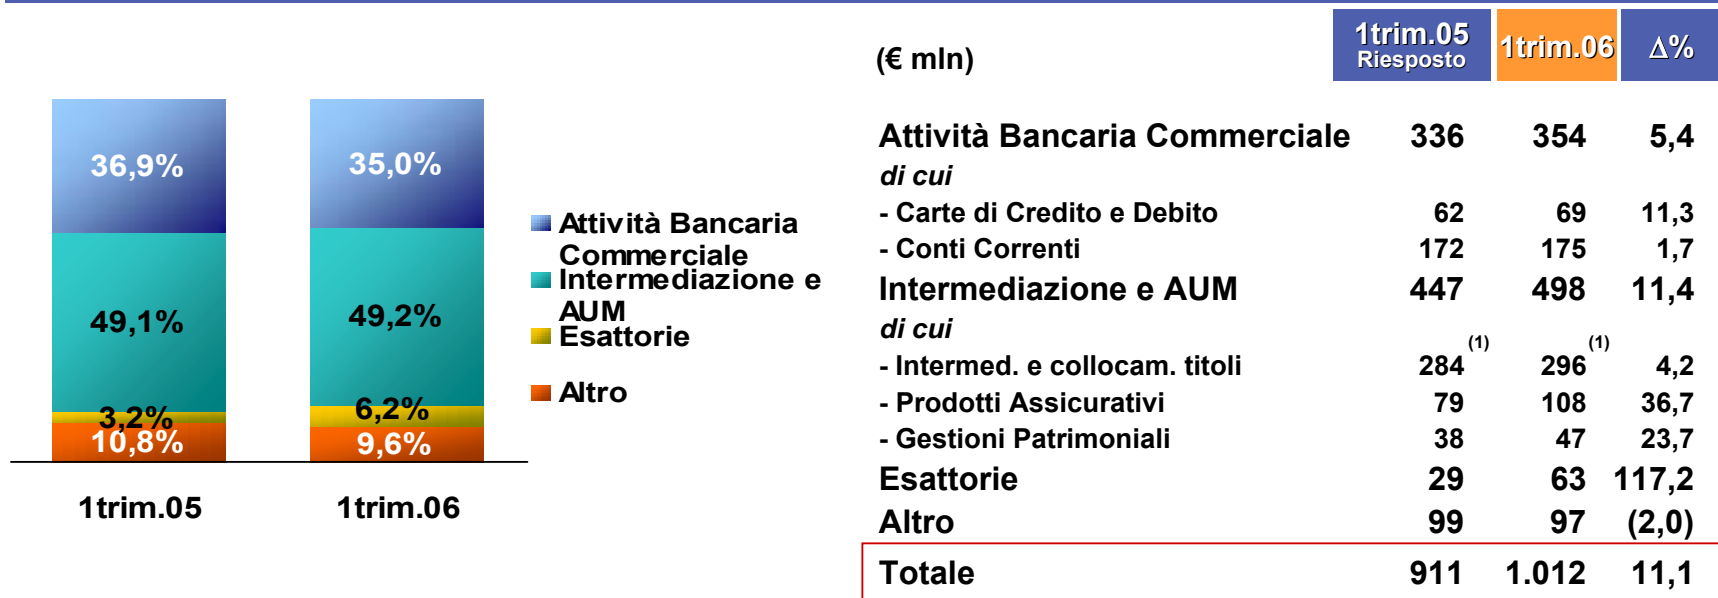 36,9%
49,1%
3,2%
10,8%
1trim.05
35,0%
49,2%
6,2%
9,6%
1trim.06
Attività Bancaria
Commerciale
Intermediazione e
AUM
Esattorie
Altro
(€ mln) 1trim.05 Riesposto 1trim.06 Δ%
Attività Bancaria Commerciale 336 354 5,4
di cui
- Carte di Credito e Debito 62 69 11,3
- Conti Correnti 172 175 1,7
Intermediazione e AUM 447 498 11,4
di cui
- Intermed. e collocam. titoli 284 (1) 296 (1) 4,2
- Prodotti Assicurativi 79 108 36,7
- Gestioni Patrimoniali 38 47 23,7
Esattorie 29 63 117,2
Altro 99 97 (2,0)
Totale 911 1.012 11,1